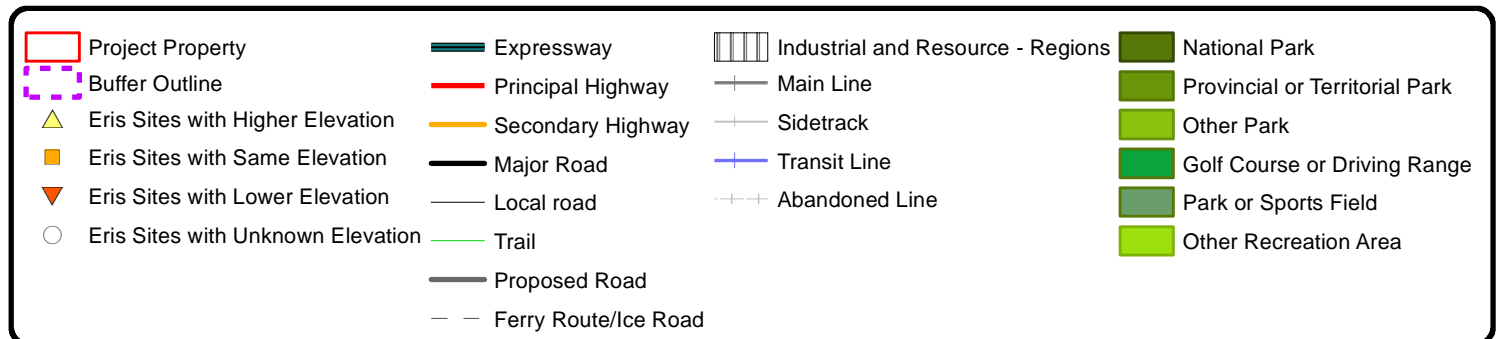 Project Property
Buffer Outline
Eris Sites with Higher Elevation
Eris Sites with Same Elevation
Eris Sites with Lower Elevation
Eris Sites with Unknown Elevation
Expressway
Principal Highway
Secondary Highway
Major Road
Local road
Trail
Proposed Road
Ferry Route/Ice Road
Industrial and Resource - Regions
Main Line
Sidetrack
Transit Line
Abandoned Line
National Park
Provincial or Territorial Park
Other Park
Golf Course or Driving Range
Park or Sports Field
Other Recreation Area